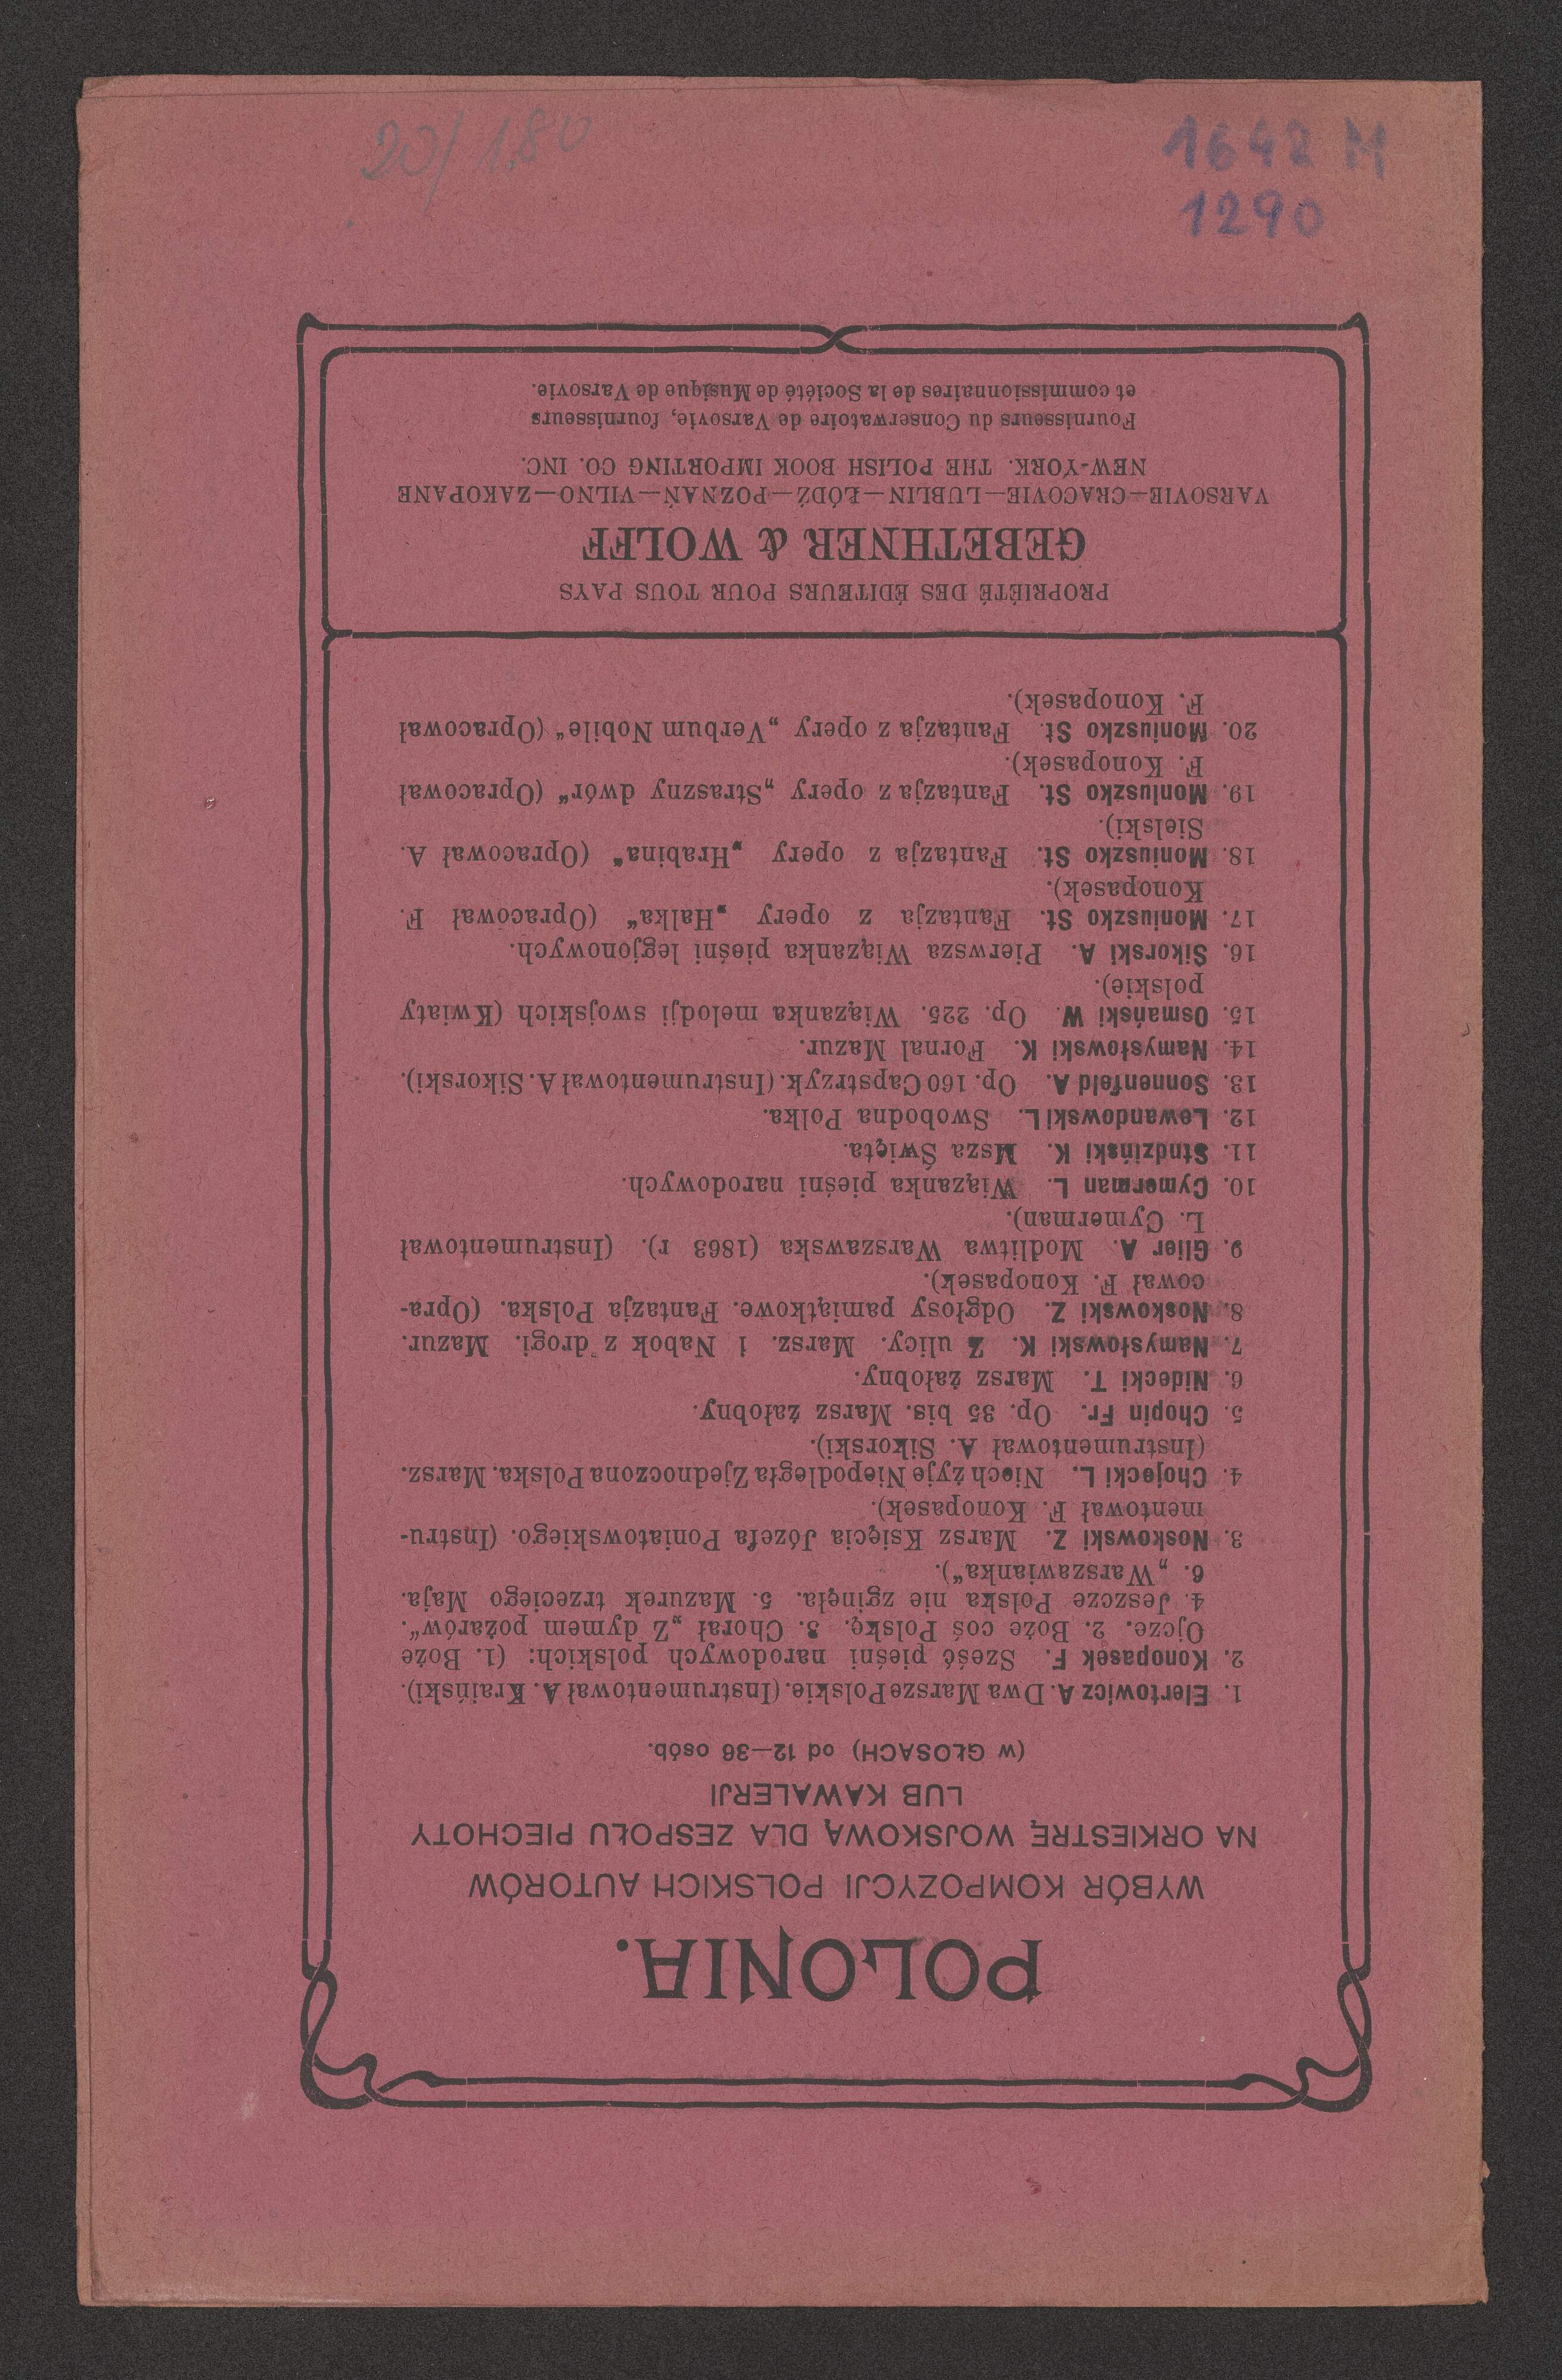 20/1.80
1642 M
1290
POLONIA.
WYBÓR KOMPOZYCJI POLSKICH AUTORÓW
NA ORKIESTRĘ WOJSKOWĄ DLA ZESPOŁU PIECHOTY
LUB KAWALERJI
(W GŁOSACH) od 12—36 osób.
1. Elertowicz A. Dwa Marsze Polskie. (Instrumentował A. Kraiński).
2. Konopasek F. Sześć pieśni narodowych polskich: (1. Boże
Ojcze. 2. Boże coś Polskę. 3. Chorał „Z dymem pożarów“.
4. Jeszcze Polska nie zginęła. 5. Mazurek trzeciego Maja.
6. „Warszawianka“).
3. Noskowski Z. Marsz Księcia Józefa Poniatowskiego. (Instru-
mentował F. Konopasek).
4. Chojecki L. Niech żyje Niepodległa Zjednoczona Polska. Marsz.
(Instrumentował A. Sikorski).
5. Chopin Fr. Op. 35 bis. Marsz żałobny.
6. Nidecki T. Marsz żałobny.
7. Namysłowski K. Z ulicy. Marsz. i Nabok z drogi. Mazur.
8. Noskowski Z. Odgłosy pamiątkowe. Fantazja Polska. (Opra-
cował F. Konopasek).
9. Glier A. Modlitwa Warszawska (1863 r). (Instrumentował
L. Cymerman).
10. Cymerman L. Wiązanka pieśni narodowych.
11. Studziński K. Msza Święta.
12. Lewandowski L. Swobodna Polka.
13. Sonnenfeld A. Op. 160 Capstrzyk. (Instrumentował A. Sikorski).
14. Namysłowski K. Fornal Mazur.
15. Osmański W. Op. 225. Wiązanka melodji swojskich (Kwiaty
polskie).
16. Sikorski A. Pierwsza Wiązanka pieśni legjonowych.
17. Moniuszko St. Fantazja z opery „Halka“ (Opracował F.
Konopasek).
18. Moniuszko St. Fantazja z opery „Hrabina“ (Opracował A.
Sielski).
19. Moniuszko St. Fantazja z opery „Straszny dwór“ (Opracował
F. Konopasek).
20. Moniuszko St. Fantazja z opery „Verbum Nobile“ (Opracował
F. Konopasek).
PROPRIÉTÉ DES ÉDITEURS POUR TOUS PAYS
GEBETHNER & WOLFF
VARSOVIE—CRACOVIE—LUBLIN—ŁÓDŹ—POZNAŃ—VILNO—ZAKOPANE
NEW-YORK. THE POLISH BOOK IMPORTING CO. INC.
Fournisseurs du Conserwatoire de Varsovie, fournisseurs
et commissionnaires de la Société de Musique de Varsovie.